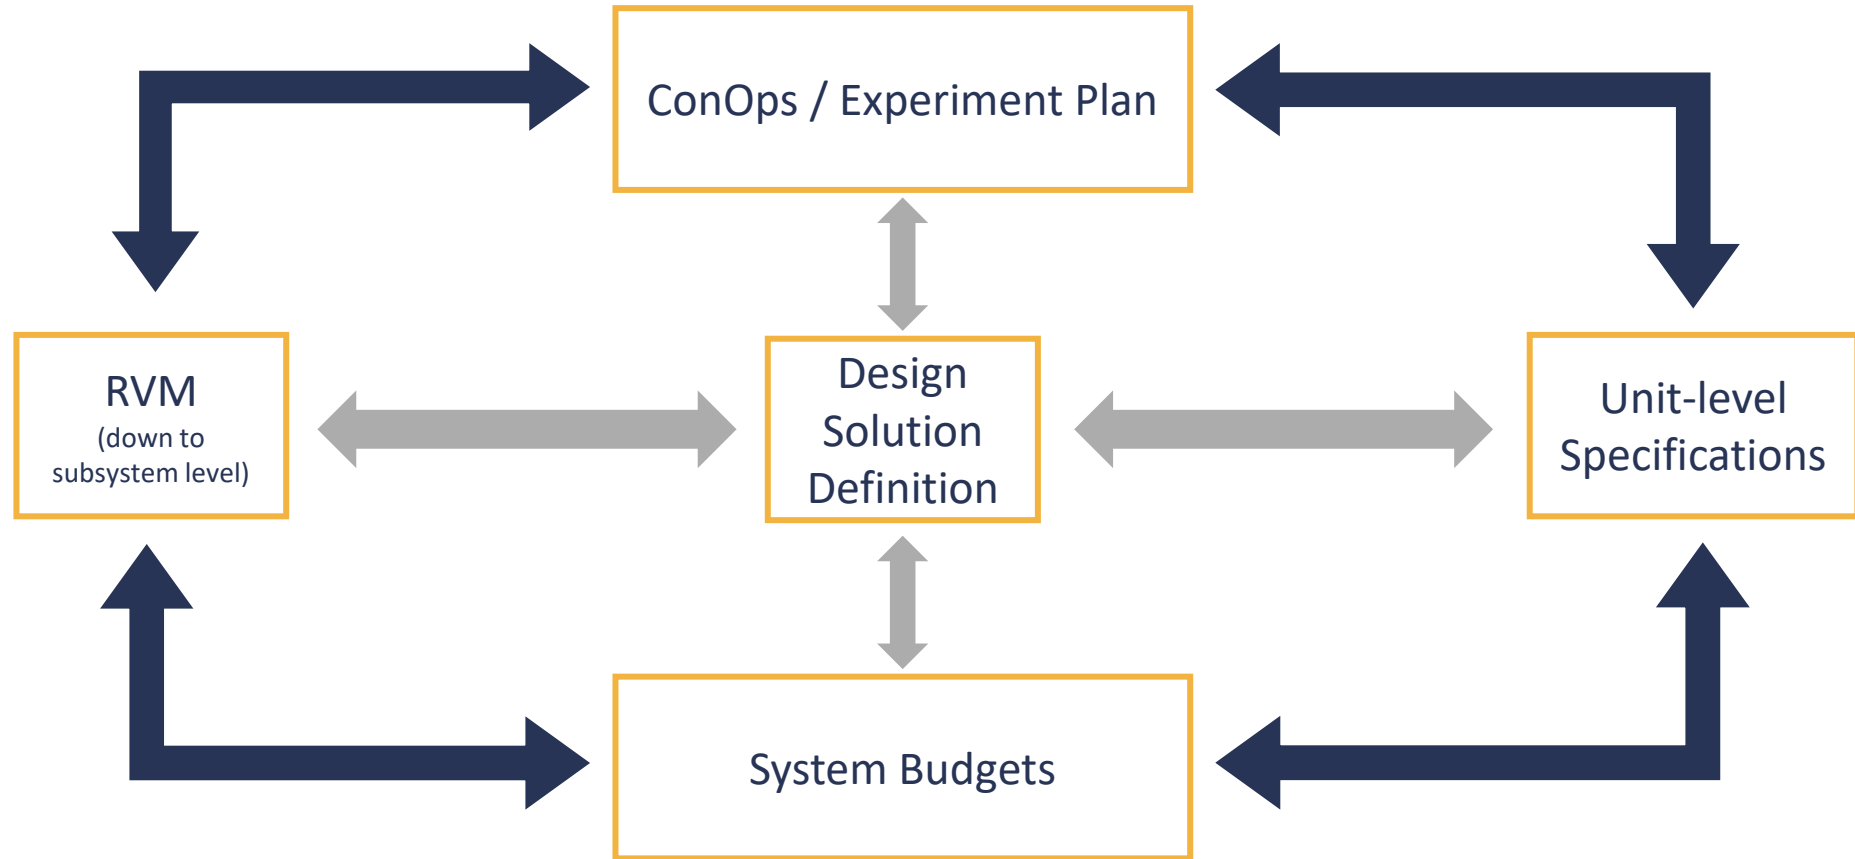 ConOps / Experiment Plan
RVM
(down to
subsystem level)
Design
Solution
Definition
Unit-level
Specifications
System Budgets